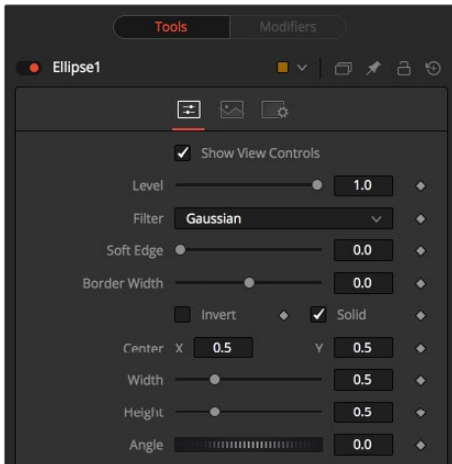 Tools Modifiers
Ellipse1
Show View Controls
Level 1.0
Filter Gaussian
Soft Edge 0.0
Border Width 0.0
Invert Solid
Center X 0.5 Y 0.5
Width 0.5
Height 0.5
Angle 0.0